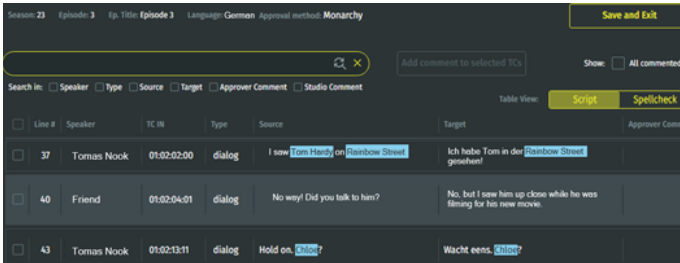 Season: 23 Episode: 3 Ep. Title: Episode 3 Language: German Approval method: Monarchy
Save and Exit
Add comment to selected TCs
Show: All commented
Search in: Speaker Type Source Target Approver Comment Studio Comment
Table View: Script Spellcheck
Line # Speaker TC IN Type Source Target Approver Com
37 Tomas Nook 01:02:02:00 dialog I saw Tom Hardy on Rainbow Street Ich habe Tom in der Rainbow Street
gesehen!
40 Friend 01:02:04:01 dialog No way! Did you talk to him? No, but I saw him up close while he was
filming for his new movie.
43 Tomas Nook 01:02:13:11 dialog Hold on. Chloe? Wacht eens. Chloe?